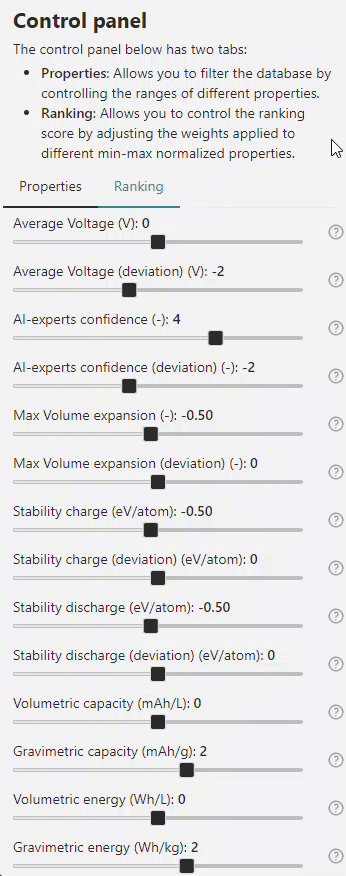 Control panel
The control panel below has two tabs:
• Properties: Allows you to filter the database by
controlling the ranges of different properties.
• Ranking: Allows you to control the ranking
score by adjusting the weights applied to
different min-max normalized properties.
Properties Ranking
Average Voltage (V): 0 ?
Average Voltage (deviation) (V): -2 ?
AI-experts confidence (-): 4 ?
AI-experts confidence (deviation) (-): -2 ?
Max Volume expansion (-): -0.50 ?
Max Volume expansion (deviation) (-): 0 ?
Stability charge (eV/atom): -0.50 ?
Stability charge (deviation) (eV/atom): 0 ?
Stability discharge (eV/atom): -0.50 ?
Stability discharge (deviation) (eV/atom): 0 ?
Volumetric capacity (mAh/L): 0 ?
Gravimetric capacity (mAh/g): 2 ?
Volumetric energy (Wh/L): 0 ?
Gravimetric energy (Wh/kg): 2 ?